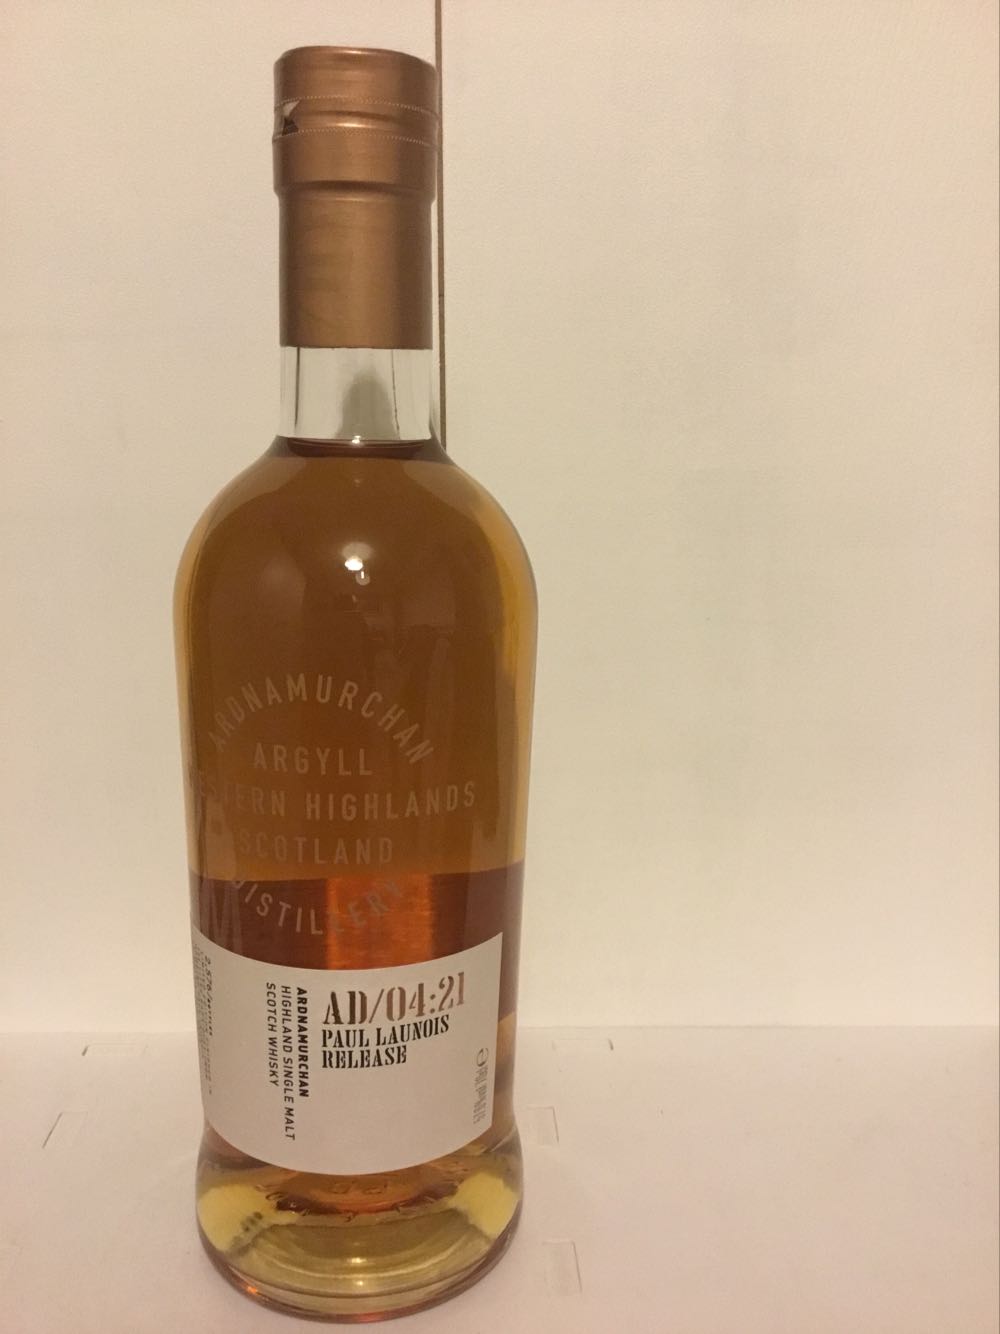 ARDNAMURCHAN
ARGYLL
WESTERN HIGHLANDS
SCOTLAND
DISTILLERY
AD/04:21
PAUL LAUNOIS
RELEASE
ARDNAMURCHAN
HIGHLAND SINGLE MALT
SCOTCH WHISKY